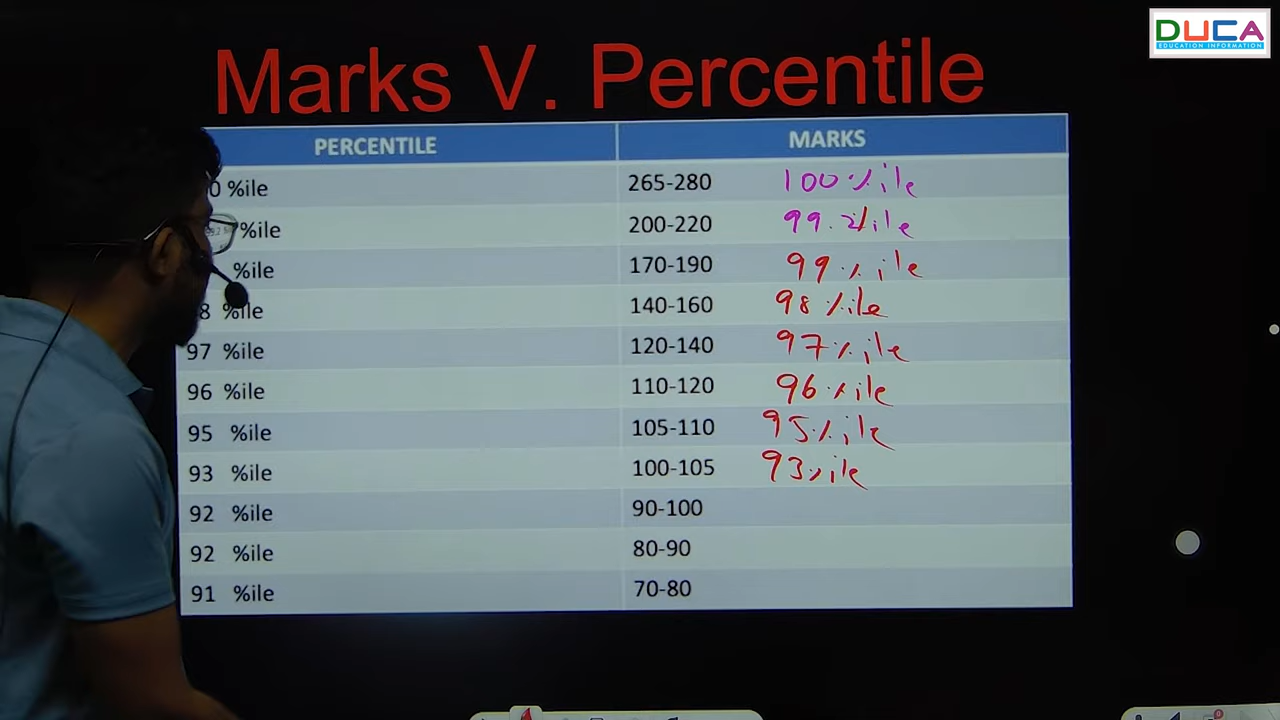 DUCA
EDUCATION INFORMATION
Marks V. Percentile
PERCENTILE MARKS
0 %ile 265-280 100 %ile
%ile 200-220 99.2%ile
%ile 170-190 99 %ile
8 %ile 140-160 98 %ile
97 %ile 120-140 97 %ile
96 %ile 110-120 96 %ile
95 %ile 105-110 95 %ile
93 %ile 100-105 93 %ile
92 %ile 90-100
92 %ile 80-90
91 %ile 70-80